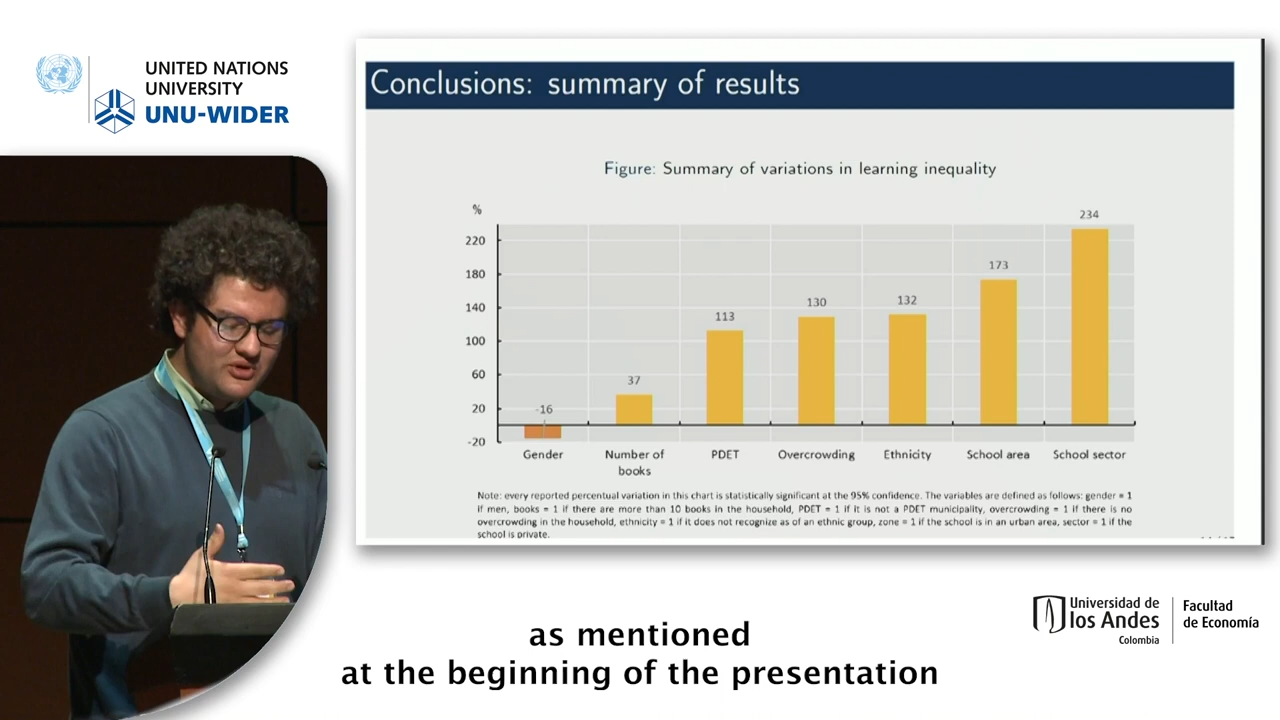 UNITED NATIONS
UNIVERSITY
UNU-WIDER
Conclusions: summary of results
Figure: Summary of variations in learning inequality
%
220
180
140
100
60
20
-20
-16
37
113
130
132
173
234
Gender
Number of
books
PDET
Overcrowding
Ethnicity
School area
School sector
Note: every reported percentual variation in this chart is statistically significant at the 95% confidence. The variables are defined as follows: gender = 1
if men, books = 1 if there are more than 10 books in the household, PDET = 1 if it is not a PDET municipality, overcrowding = 1 if there is no
overcrowding in the household, ethnicity = 1 if it does not recognize as of an ethnic group, zone = 1 if the school is in an urban area, sector = 1 if the
school is private.
Universidad de
los Andes
Colombia
Facultad
de Economía
as mentioned
at the beginning of the presentation